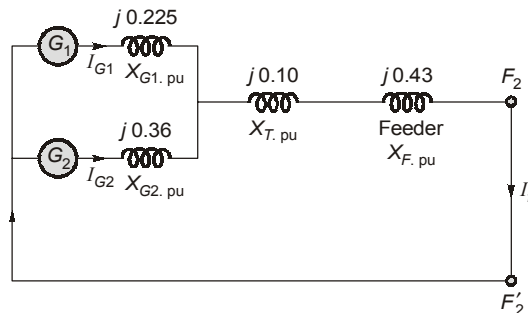 j 0.225
G1
IG1
XG1. pu
j 0.10
j 0.43
F2
XT. pu
Feeder
XF. pu
j 0.36
G2
IG2
XG2. pu
F′2